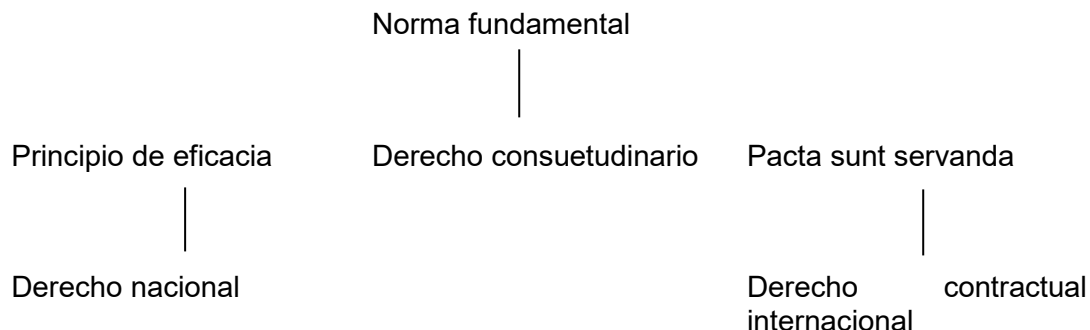 Norma fundamental
Principio de eficacia Derecho consuetudinario Pacta sunt servanda
Derecho nacional Derecho contractual
internacional